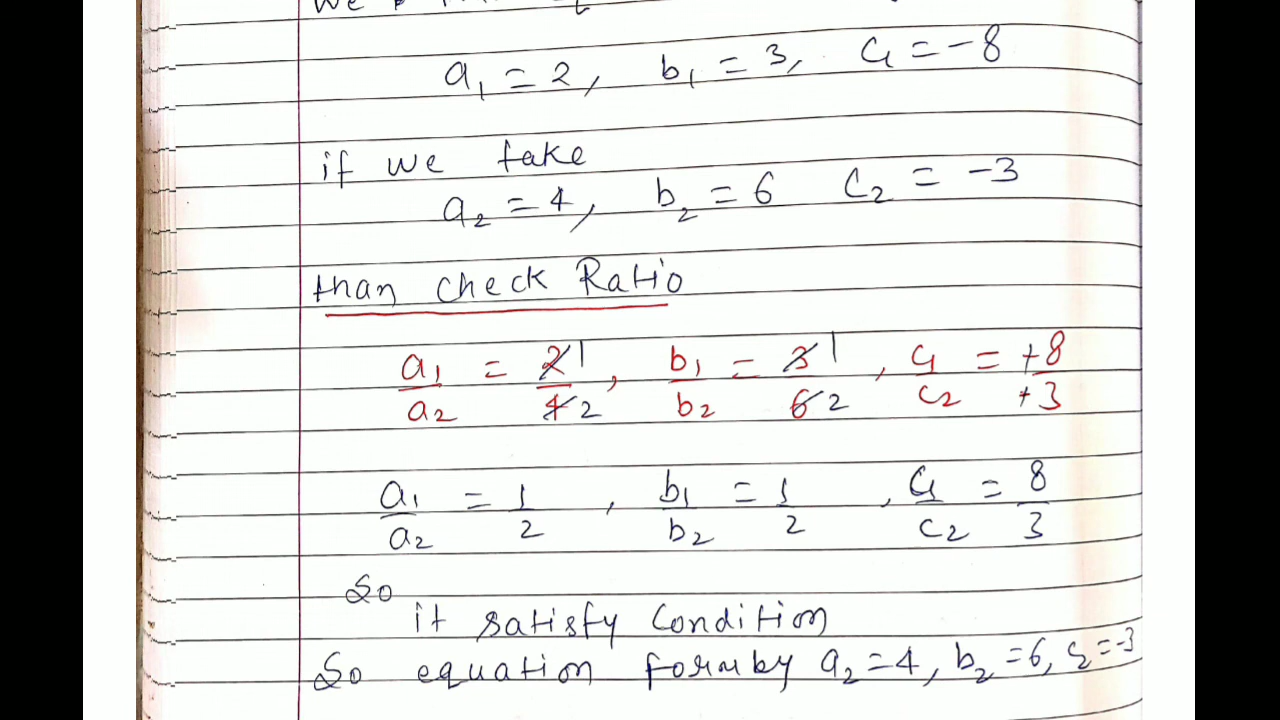 a₁ = 2, b₁ = 3, c₁ = -8
if we take
a₂ = 4, b₂ = 6 c₂ = -3
than check Ratio
a₁/a₂ = 2̸1/4̸2, b₁/b₂ = 3̸1/6̸2, c₁/c₂ = +8/+3
a₁/a₂ = 1/2, b₁/b₂ = 1/2, c₁/c₂ = 8/3
So
it satisfy condition
So equation form by a₂ = 4, b₂ = 6, c₂ = -3